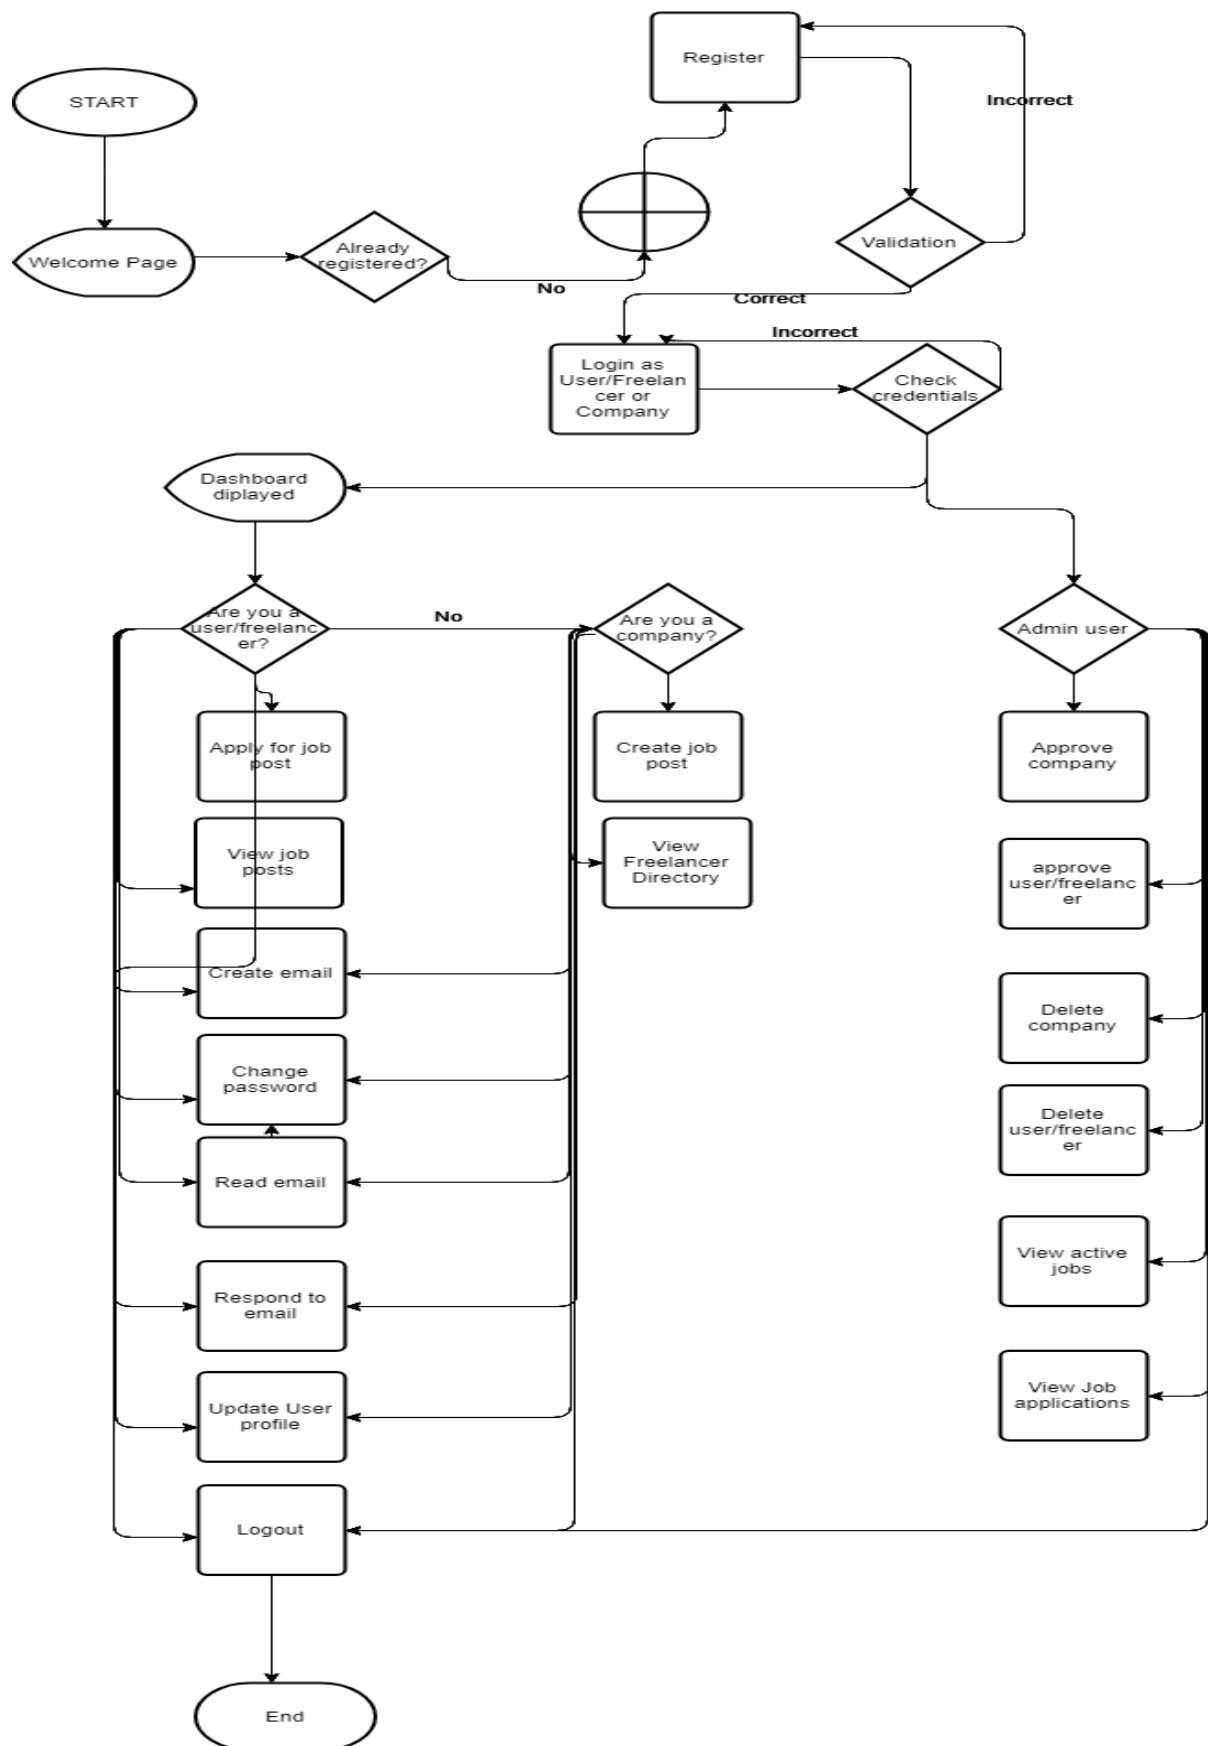 Register
START
Incorrect
Already
registered?
Validation
Welcome Page
No
Correct
Incorrect
Login as
User/Freelan
cer or
Company
Check
credentials
Dashboard
diplayed
Are you a
user/freelanc
er?
No
Are you a
company?
Admin user
Apply for job
post
Create job
post
Approve
company
View job
posts
View
Freelancer
Directory
approve
user/freelanc
er
Create email
Delete
company
Change
password
Delete
user/freelanc
er
Read email
View active
jobs
Respond to
email
Update User
profile
View Job
applications
Logout
End